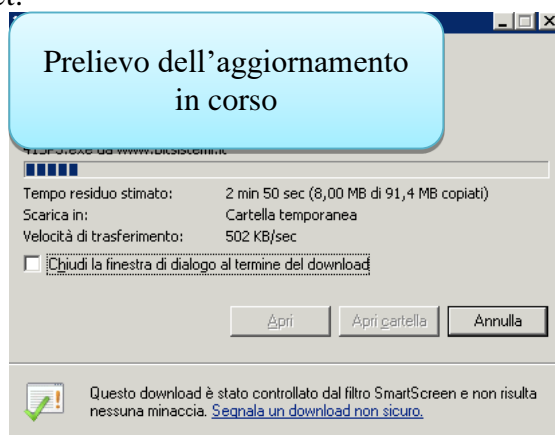 Prelievo dell’aggiornamento
in corso
Tempo residuo stimato: 2 min 50 sec (8,00 MB di 91,4 MB copiati)
Scarica in: Cartella temporanea
Velocità di trasferimento: 502 KB/sec
Chiudi la finestra di dialogo al termine del download
Apri Apri cartella Annulla
Questo download è stato controllato dal filtro SmartScreen e non risulta
nessuna minaccia. Segnala un download non sicuro.